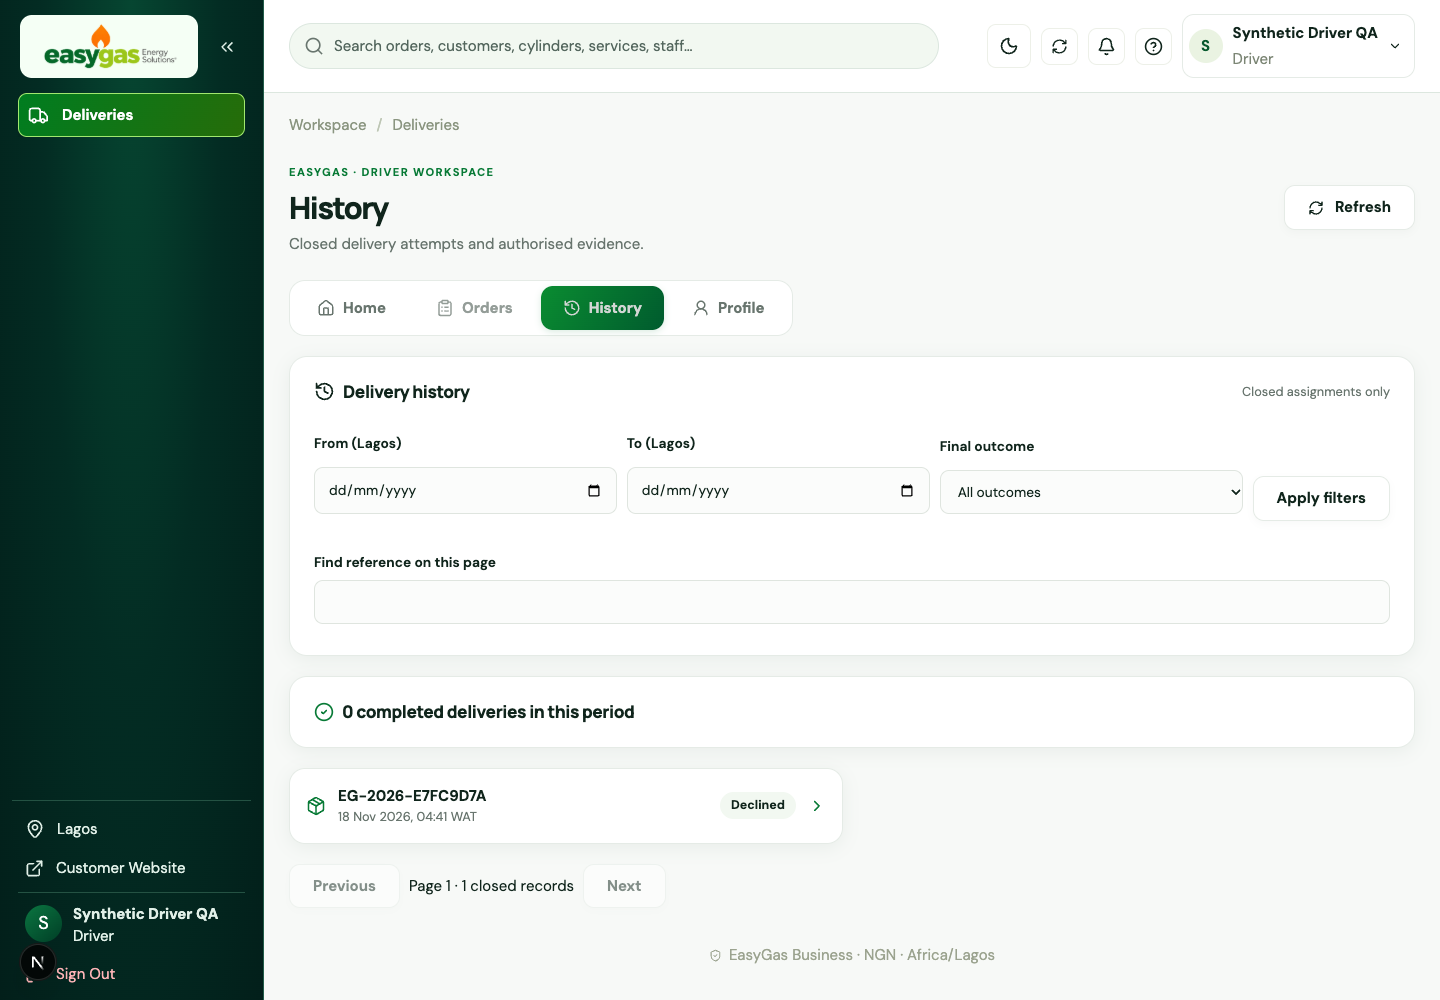 easygas Energy Solutions
Deliveries
Lagos
Customer Website
S
Synthetic Driver QA
Driver
N
Sign Out
Search orders, customers, cylinders, services, staff...
S
Synthetic Driver QA
Driver
Workspace / Deliveries
EASYGAS · DRIVER WORKSPACE
History
Closed delivery attempts and authorised evidence.
Refresh
Home
Orders
History
Profile
Delivery history
Closed assignments only
From (Lagos)
To (Lagos)
Final outcome
dd/mm/yyyy
dd/mm/yyyy
All outcomes
Apply filters
Find reference on this page
0 completed deliveries in this period
EG-2026-E7FC9D7A
18 Nov 2026, 04:41 WAT
Declined
Previous
Page 1 · 1 closed records
Next
EasyGas Business · NGN · Africa/Lagos